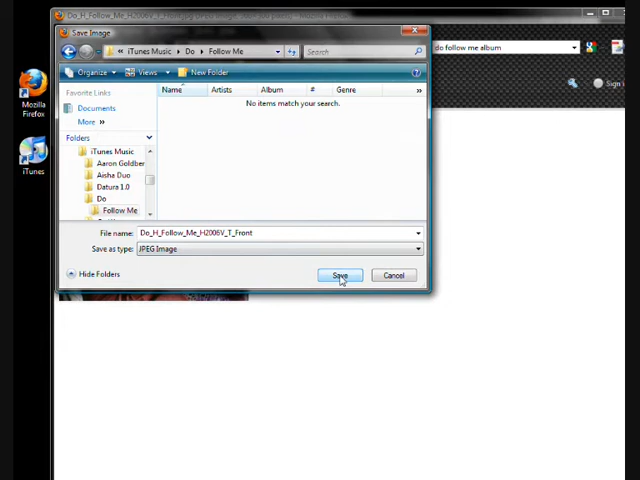 Save Image
« iTunes Music Do Follow Me Search
do follow me album
Organize Views New Folder
Sign i
Favorite Links
Documents
More »
Folders
iTunes Music
Aaron Goldber
Aisha Duo
Datura 1.0
Do
Follow Me
Name Artists Album # Genre »
No items match your search.
File name: Do_H_Follow_Me_H2006V_T_Front
Save as type: JPEG Image
Hide Folders
Save Cancel
Mozilla
Firefox
iTunes